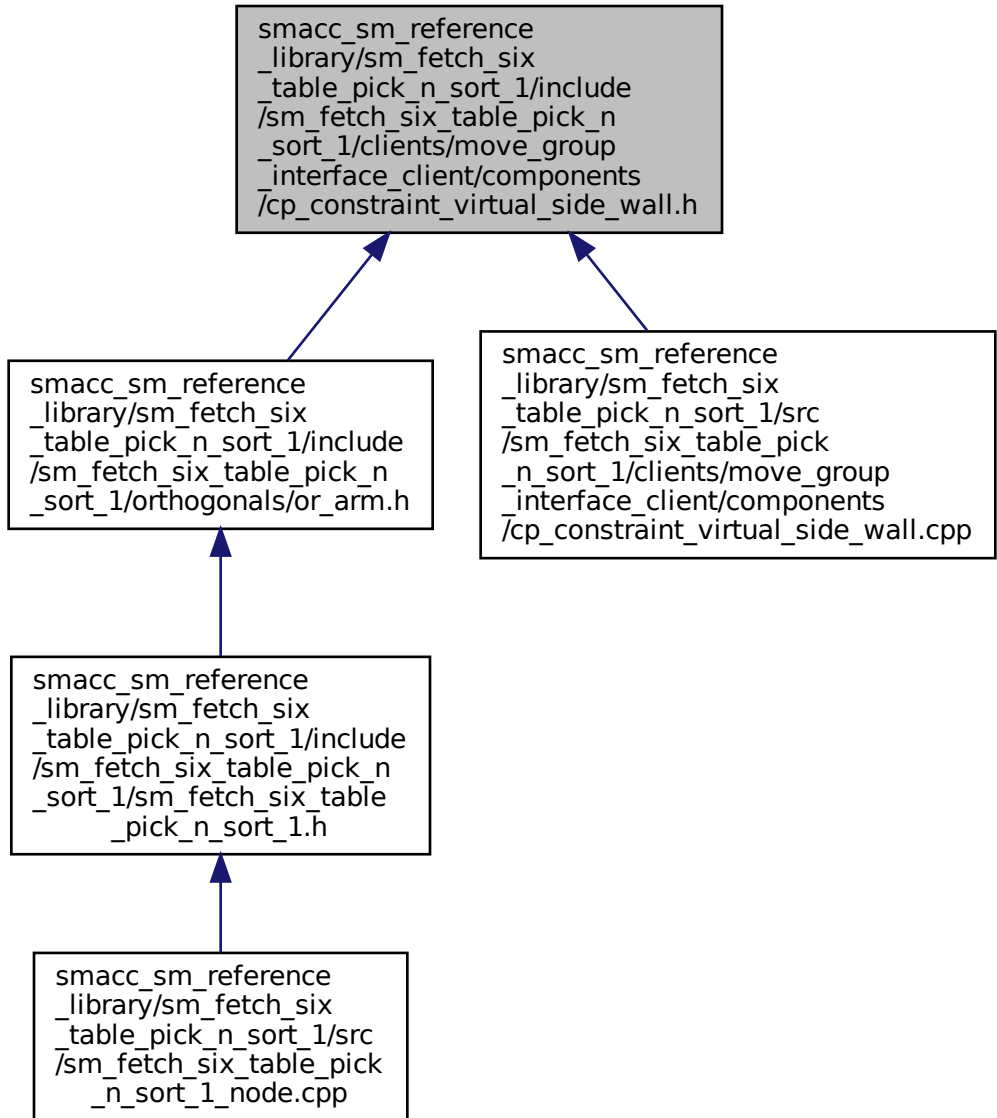 smacc_sm_reference
_library/sm_fetch_six
_table_pick_n_sort_1/include
/sm_fetch_six_table_pick_n
_sort_1/clients/move_group
_interface_client/components
/cp_constraint_virtual_side_wall.h
smacc_sm_reference
_library/sm_fetch_six
_table_pick_n_sort_1/include
/sm_fetch_six_table_pick_n
_sort_1/orthogonals/or_arm.h
smacc_sm_reference
_library/sm_fetch_six
_table_pick_n_sort_1/src
/sm_fetch_six_table_pick
_n_sort_1/clients/move_group
_interface_client/components
/cp_constraint_virtual_side_wall.cpp
smacc_sm_reference
_library/sm_fetch_six
_table_pick_n_sort_1/include
/sm_fetch_six_table_pick_n
_sort_1/sm_fetch_six_table
_pick_n_sort_1.h
smacc_sm_reference
_library/sm_fetch_six
_table_pick_n_sort_1/src
/sm_fetch_six_table_pick
_n_sort_1_node.cpp